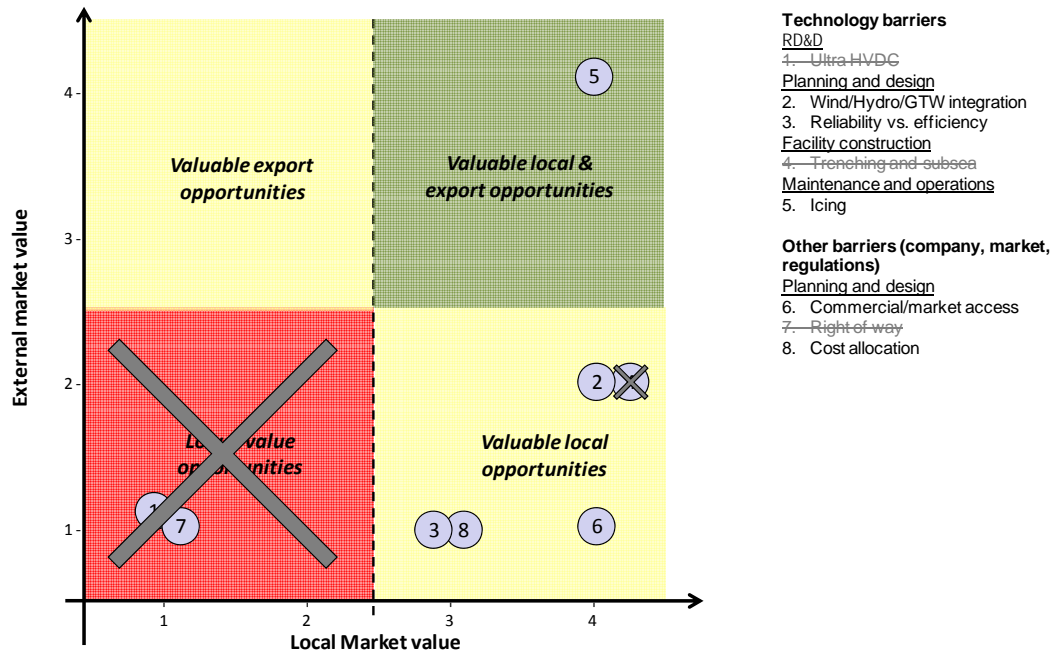 External market value
4
3
2
1
Valuable export
opportunities
Valuable local &
export opportunities
value
opportunities
Valuable local
opportunities
5
2
7
3
8
6
1
2
3
4
Local Market value
Technology barriers
RD&D
1. Ultra HVDC
Planning and design
2. Wind/Hydro/GTW integration
3. Reliability vs. efficiency
Facility construction
4. Trenching and subsea
Maintenance and operations
5. Icing
Other barriers (company, market,
regulations)
Planning and design
6. Commercial/market access
7. Right of way
8. Cost allocation